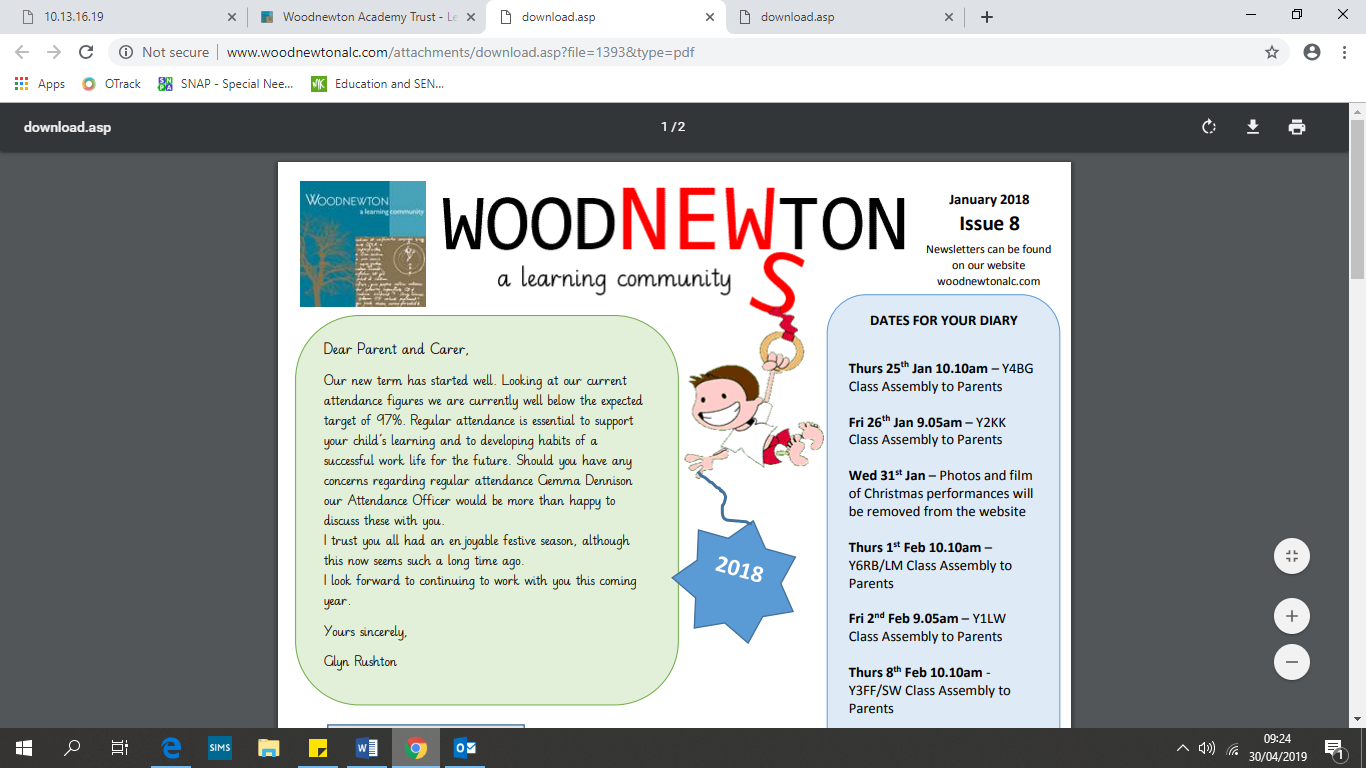 10.13.16.19
Woodnewton Academy Trust - Le
download.asp
download.asp
Not secure | www.woodnewtonalc.com/attachments/download.asp?file=1393&type=pdf
Apps
OTrack
SNAP - Special Nee...
Education and SEN...
download.asp
1 / 2
WOODNEWTON
a learning community
WOODNEWTON
S
a learning community
January 2018
Issue 8
Newsletters can be found
on our website
woodnewtonalc.com
Dear Parent and Carer,
Our new term has started well. Looking at our current
attendance figures we are currently well below the expected
target of 97%. Regular attendance is essential to support
your child's learning and to developing habits of a
successful work life for the future. Should you have any
concerns regarding regular attendance Gemma Dennison
our Attendance Officer would be more than happy to
discuss these with you.
I trust you all had an enjoyable festive season, although
this now seems such a long time ago.
I look forward to continuing to work with you this coming
year.
Yours sincerely,
Glyn Rushton
2018
DATES FOR YOUR DIARY
Thurs 25th Jan 10.10am – Y4BG
Class Assembly to Parents
Fri 26th Jan 9.05am – Y2KK
Class Assembly to Parents
Wed 31st Jan – Photos and film
of Christmas performances will
be removed from the website
Thurs 1st Feb 10.10am –
Y6RB/LM Class Assembly to
Parents
Fri 2nd Feb 9.05am – Y1LW
Class Assembly to Parents
Thurs 8th Feb 10.10am -
Y3FF/SW Class Assembly to
Parents
SIMS
09:24
30/04/2019
1